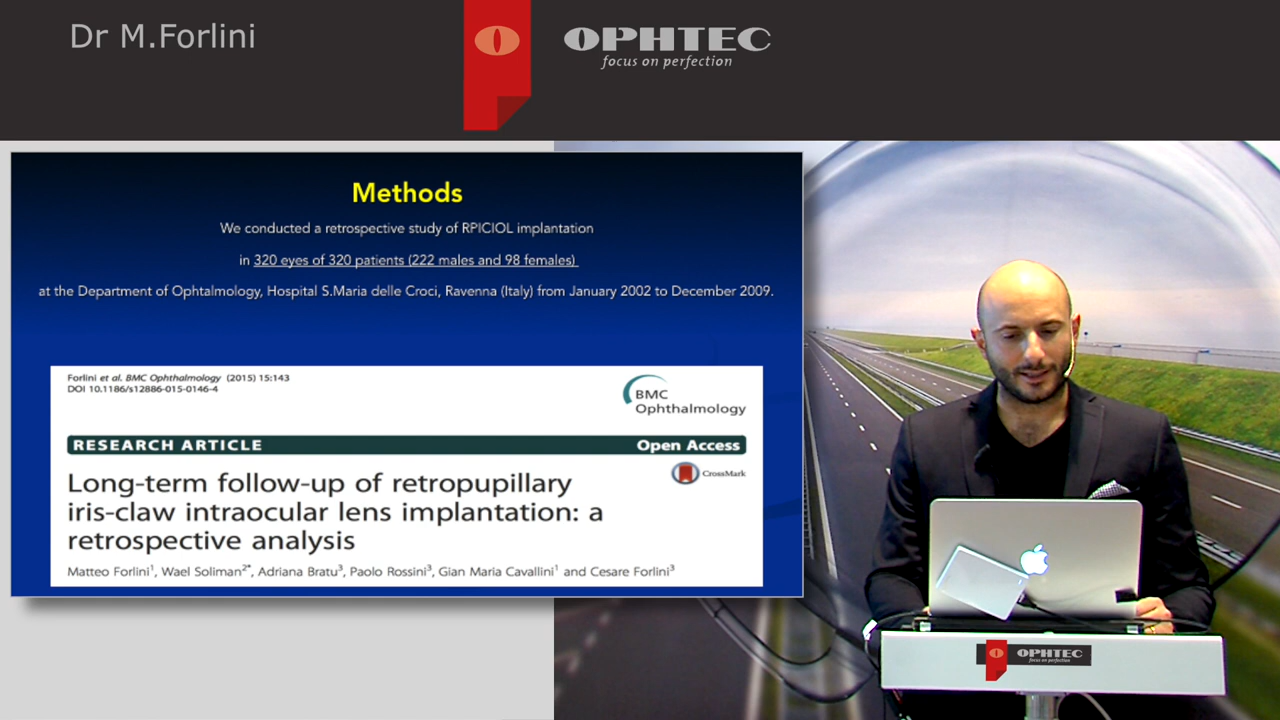 Dr M.Forlini
OPHTEC
focus on perfection
Methods
We conducted a retrospective study of RPICIOL implantation
in 320 eyes of 320 patients (222 males and 98 females)
at the Department of Ophtalmology, Hospital S.Maria delle Croci, Ravenna (Italy) from January 2002 to December 2009.
Forlini et al. BMC Ophthalmology (2015) 15:143
DOI 10.1186/s12886-015-0146-4
BMC
Ophthalmology
RESEARCH ARTICLE Open Access
CrossMark
Long-term follow-up of retropupillary
iris-claw intraocular lens implantation: a
retrospective analysis
Matteo Forlini¹, Wael Soliman²*, Adriana Bratu³, Paolo Rossini³, Gian Maria Cavallini¹ and Cesare Forlini³
OPHTEC
focus on perfection